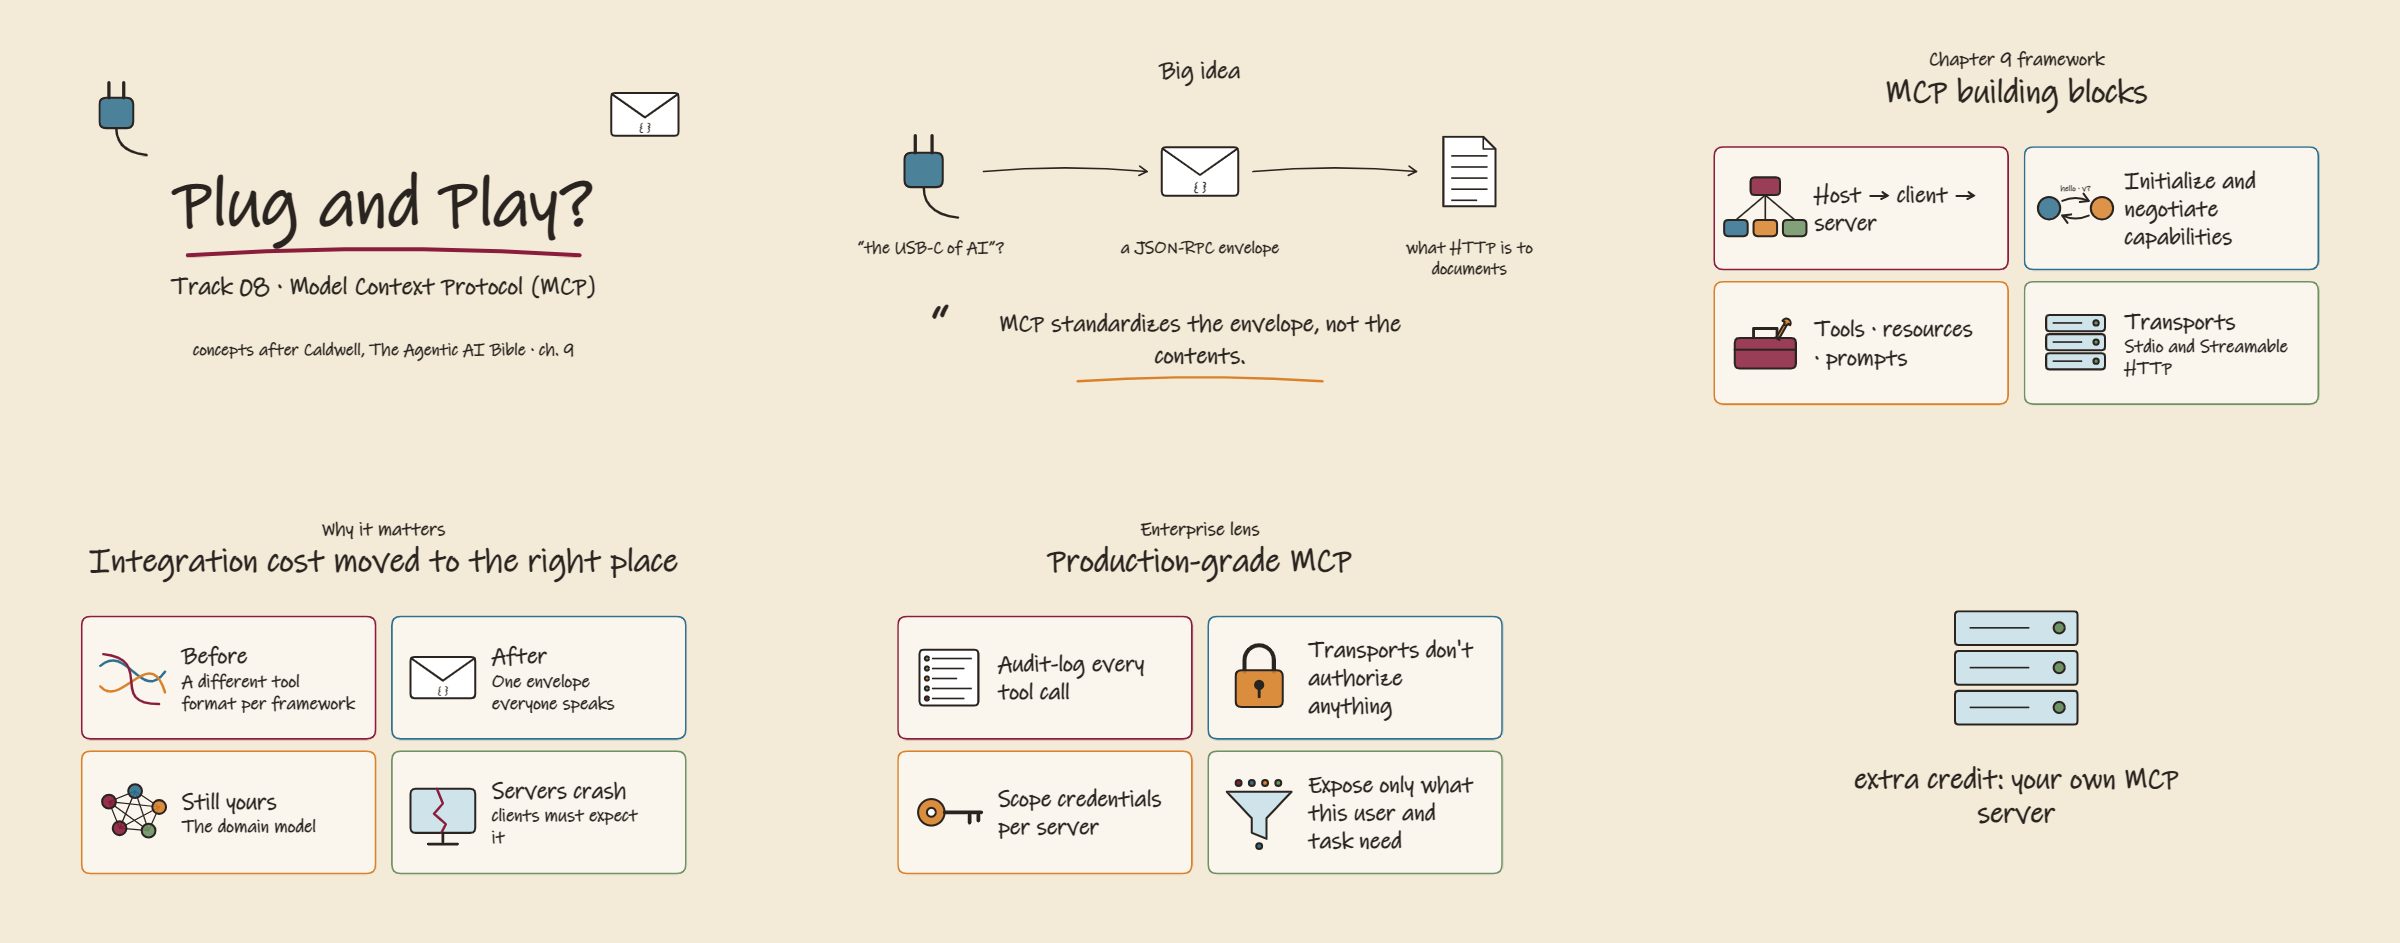 { }
Plug and Play?
Track 08 · Model Context Protocol (MCP)
concepts after Caldwell, The Agentic AI Bible · ch. 9
Big idea
{ }
“the USB-C of AI”?
a JSON-RPC envelope
what HTTP is to
documents
“
MCP standardizes the envelope, not the
contents.
Chapter 9 framework
MCP building blocks
Host → client →
server
hello · v?
Initialize and
negotiate
capabilities
Tools · resources
· prompts
Transports
Stdio and Streamable
HTTP
Why it matters
Integration cost moved to the right place
Before
A different tool
format per framework
{ }
After
One envelope
everyone speaks
Still yours
The domain model
Servers crash
clients must expect
it
Enterprise lens
Production-grade MCP
Audit-log every
tool call
Transports don't
authorize
anything
Scope credentials
per server
Expose only what
this user and
task need
extra credit: your own MCP
server